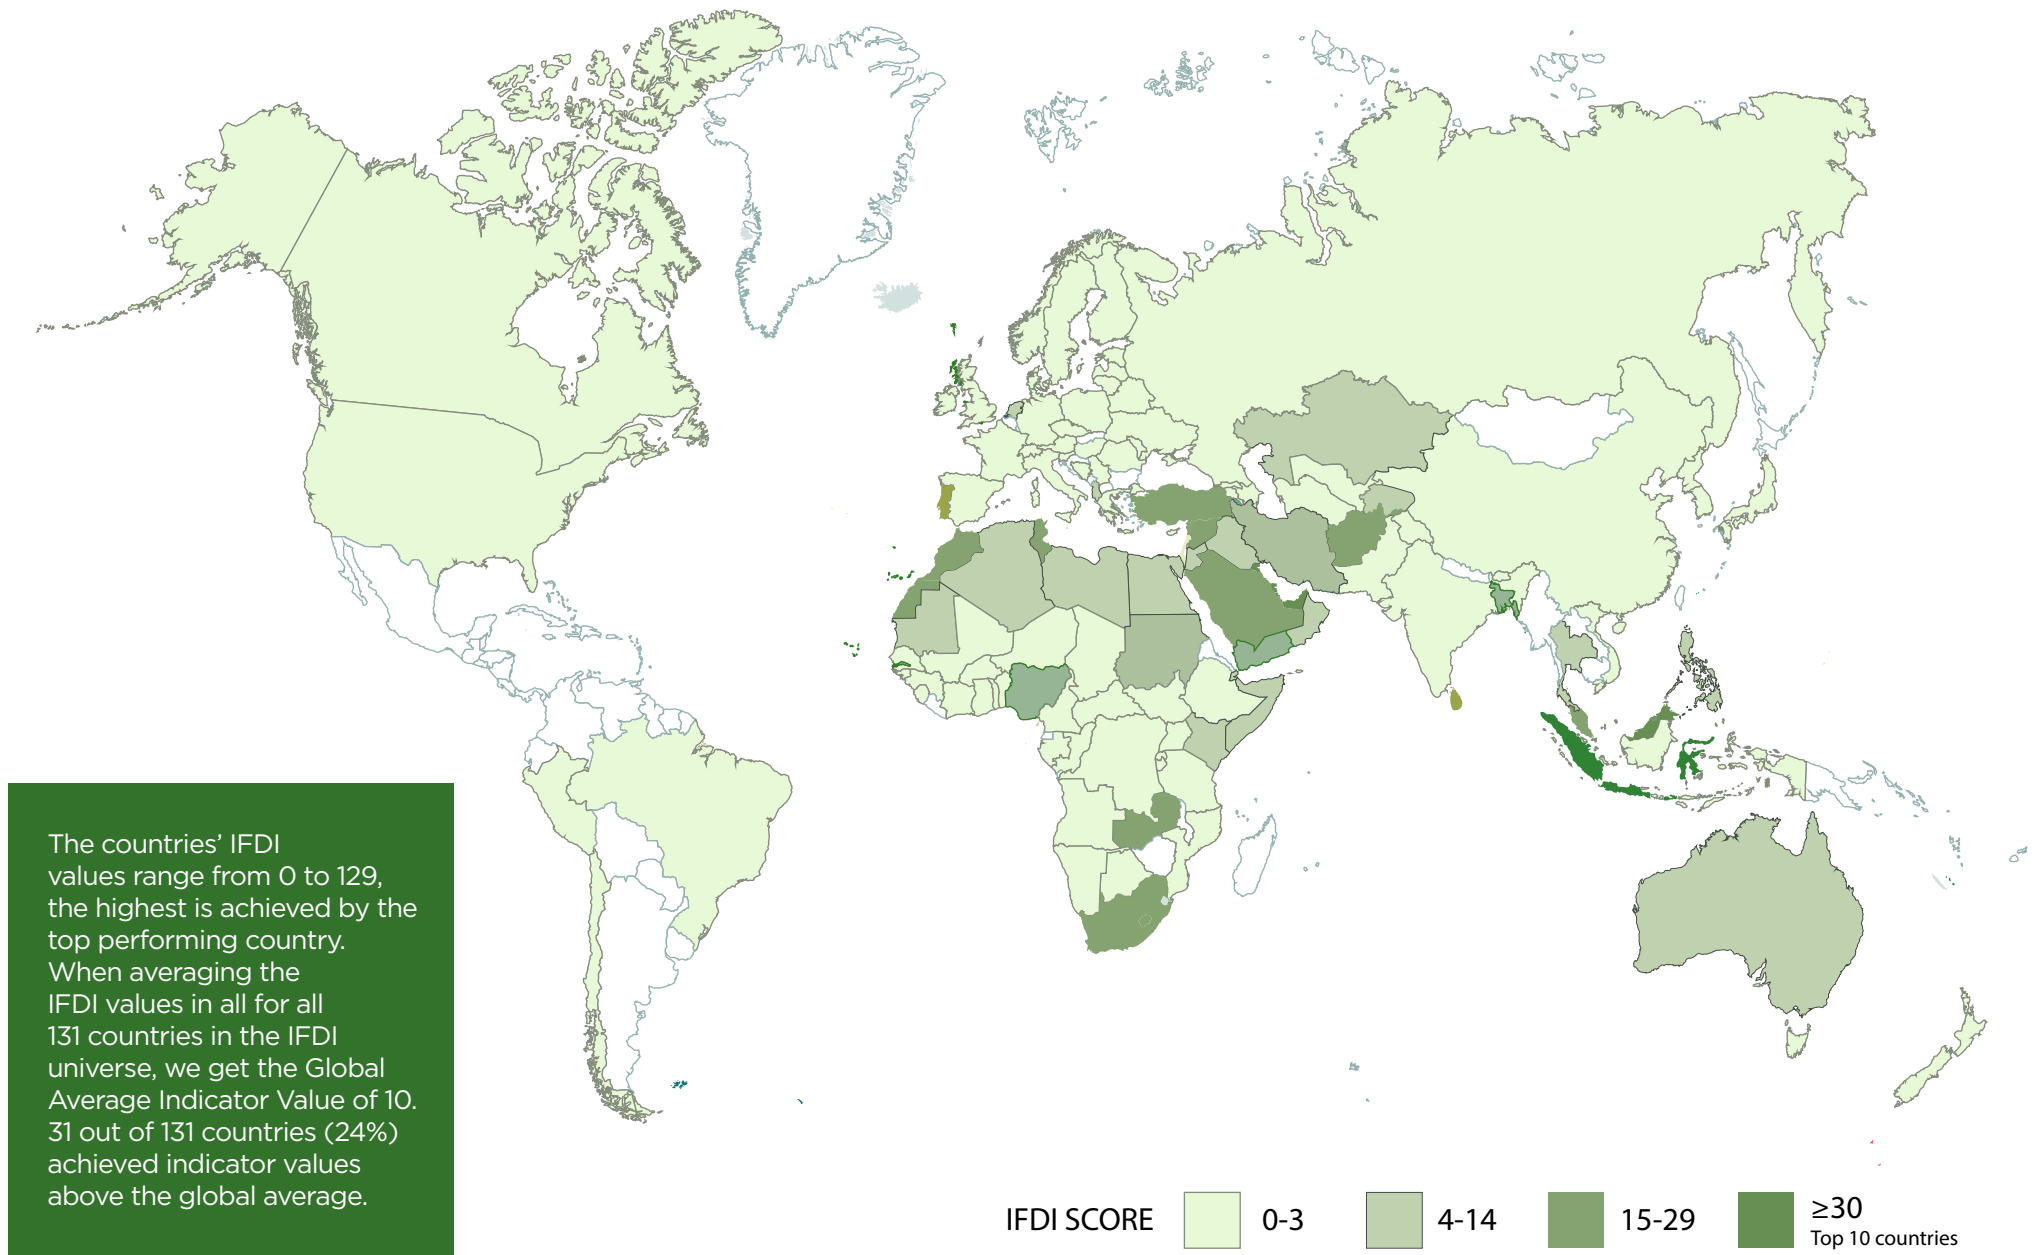 The countries’ IFDI
values range from 0 to 129,
the highest is achieved by the
top performing country.
When averaging the
IFDI values in all for all
131 countries in the IFDI
universe, we get the Global
Average Indicator Value of 10.
31 out of 131 countries (24%)
achieved indicator values
above the global average.
IFDI SCORE 0-3 4-14 15-29 ≥30
Top 10 countries